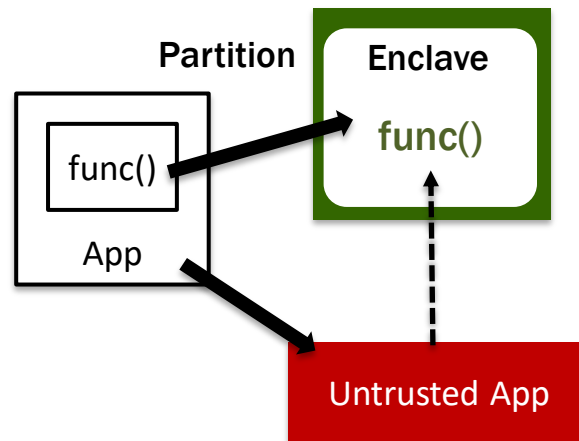 Partition
Enclave
func()
func()
App
Untrusted App